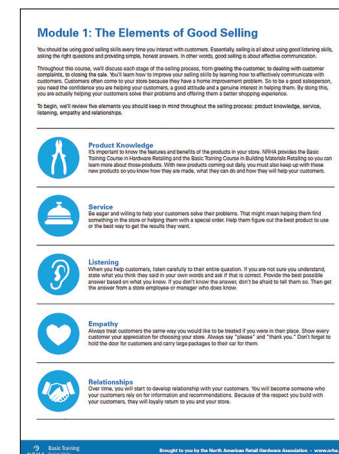 Module 1: The Elements of Good Selling
You should be using good selling skills every time you interact with customers. Essentially, selling is all about using good listening skills,
asking the right questions and providing simple, honest answers. In other words, good selling is about effective communication.
Throughout this course, we'll discuss each stage of the selling process, from greeting the customer, to dealing with customer
complaints, to closing the sale. You'll learn how to improve your selling skills by learning how to effectively communicate with
customers. Customers often come to your store because they have a home improvement problem. So to be a good salesperson,
you need the confidence you are helping your customers, a good attitude and a genuine interest in helping them. By doing this,
you are actually helping your customers solve their problems and offering them a better shopping experience.
To begin, we'll review five elements you should keep in mind throughout the selling process: product knowledge, service,
listening, empathy and relationships.
Product Knowledge
It's important to know the features and benefits of the products in your store. NRHA provides the Basic
Training Course in Hardware Retailing and the Basic Training Course in Building Materials Retailing so you can
learn more about those products. With new products coming out daily, you must also keep up with these
new products so you know how they are made, what they can do and how they will help your customers.
Service
Be eager and willing to help your customers solve their problems. That might mean helping them find
something in the store or helping them with a special order. Help them figure out the best product to use
or the best way to get the results they want.
Listening
When you help customers, listen carefully to their entire question. If you are not sure you understand,
state what you think they said in your own words and ask if that is correct. Provide the best possible
answer based on what you know. If you don't know the answer, don't be afraid to tell them so. Then get
the answer from a store employee or manager who does know.
Empathy
Always treat customers the same way you would like to be treated if you were in their place. Show every
customer your appreciation for choosing your store. Always say "please" and "thank you." Don't forget to
hold the door for customers and carry large packages to their car for them.
Relationships
Over time, you will start to develop relationship with your customers. You will become someone who
your customers rely on for information and recommendations. Because of the respect you build with
your customers, they will loyally return to you and your store.
Basic Training
Brought to you by the North American Retail Hardware Association • www.nrha.